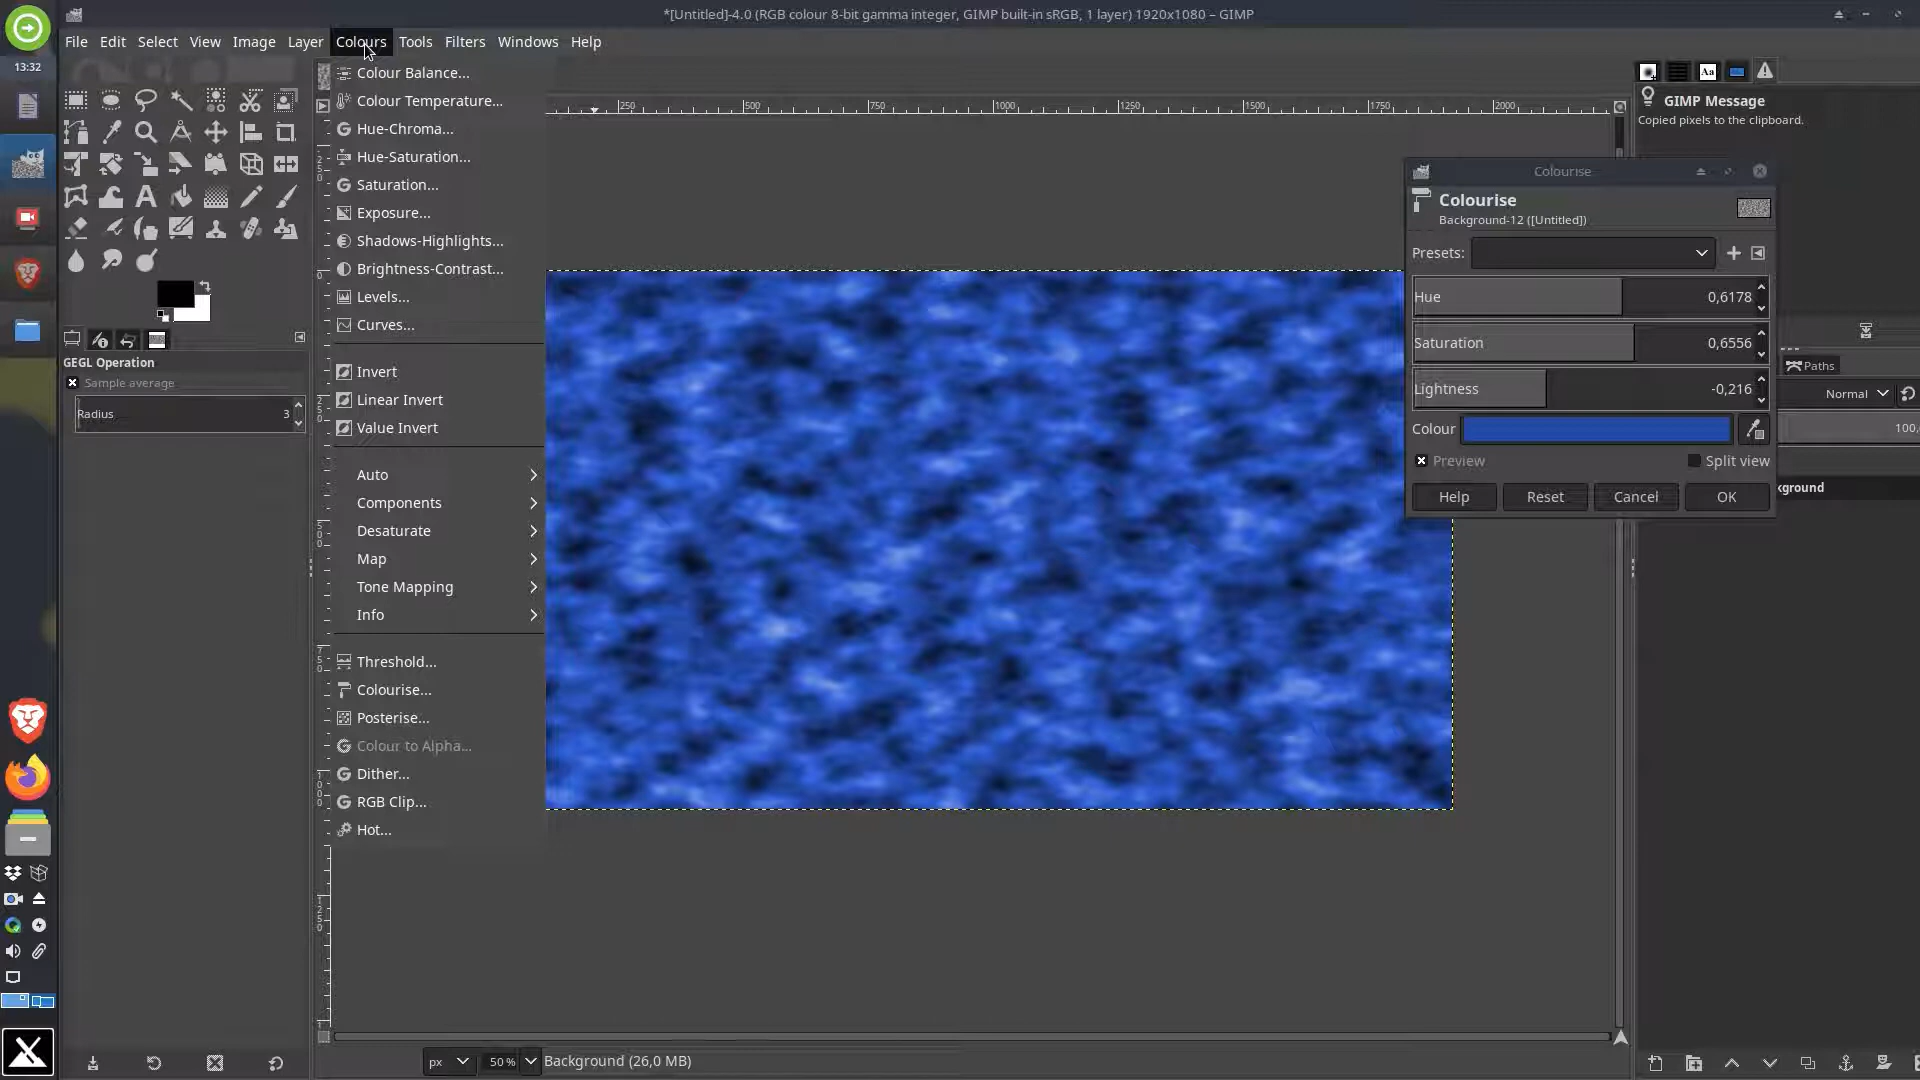 *[Untitled]-4.0 (RGB colour 8-bit gamma integer, GIMP built-in sRGB, 1 layer) 1920x1080 – GIMP
File Edit Select View Image Layer Colours Tools Filters Windows Help
13:32
Colour Balance...
Colour Temperature...
Hue-Chroma...
Hue-Saturation...
Saturation...
Exposure...
Shadows-Highlights...
Brightness-Contrast...
Levels...
Curves...
Invert
Linear Invert
Value Invert
Auto
Components
Desaturate
Map
Tone Mapping
Info
Threshold...
Colourise...
Posterise...
Colour to Alpha...
Dither...
RGB Clip...
Hot...
GEGL Operation
Sample average
Radius 3
250 500 750 1000 1250 1500 1750 2000
Aa
GIMP Message
Copied pixels to the clipboard.
Colourise
Colourise
Background-12 ([Untitled])
Presets:
Hue 0,6178
Saturation 0,6556
Lightness -0,216
Colour
Preview Split view
Help Reset Cancel OK
Paths
Normal
100,
kground
px 50 % Background (26,0 MB)